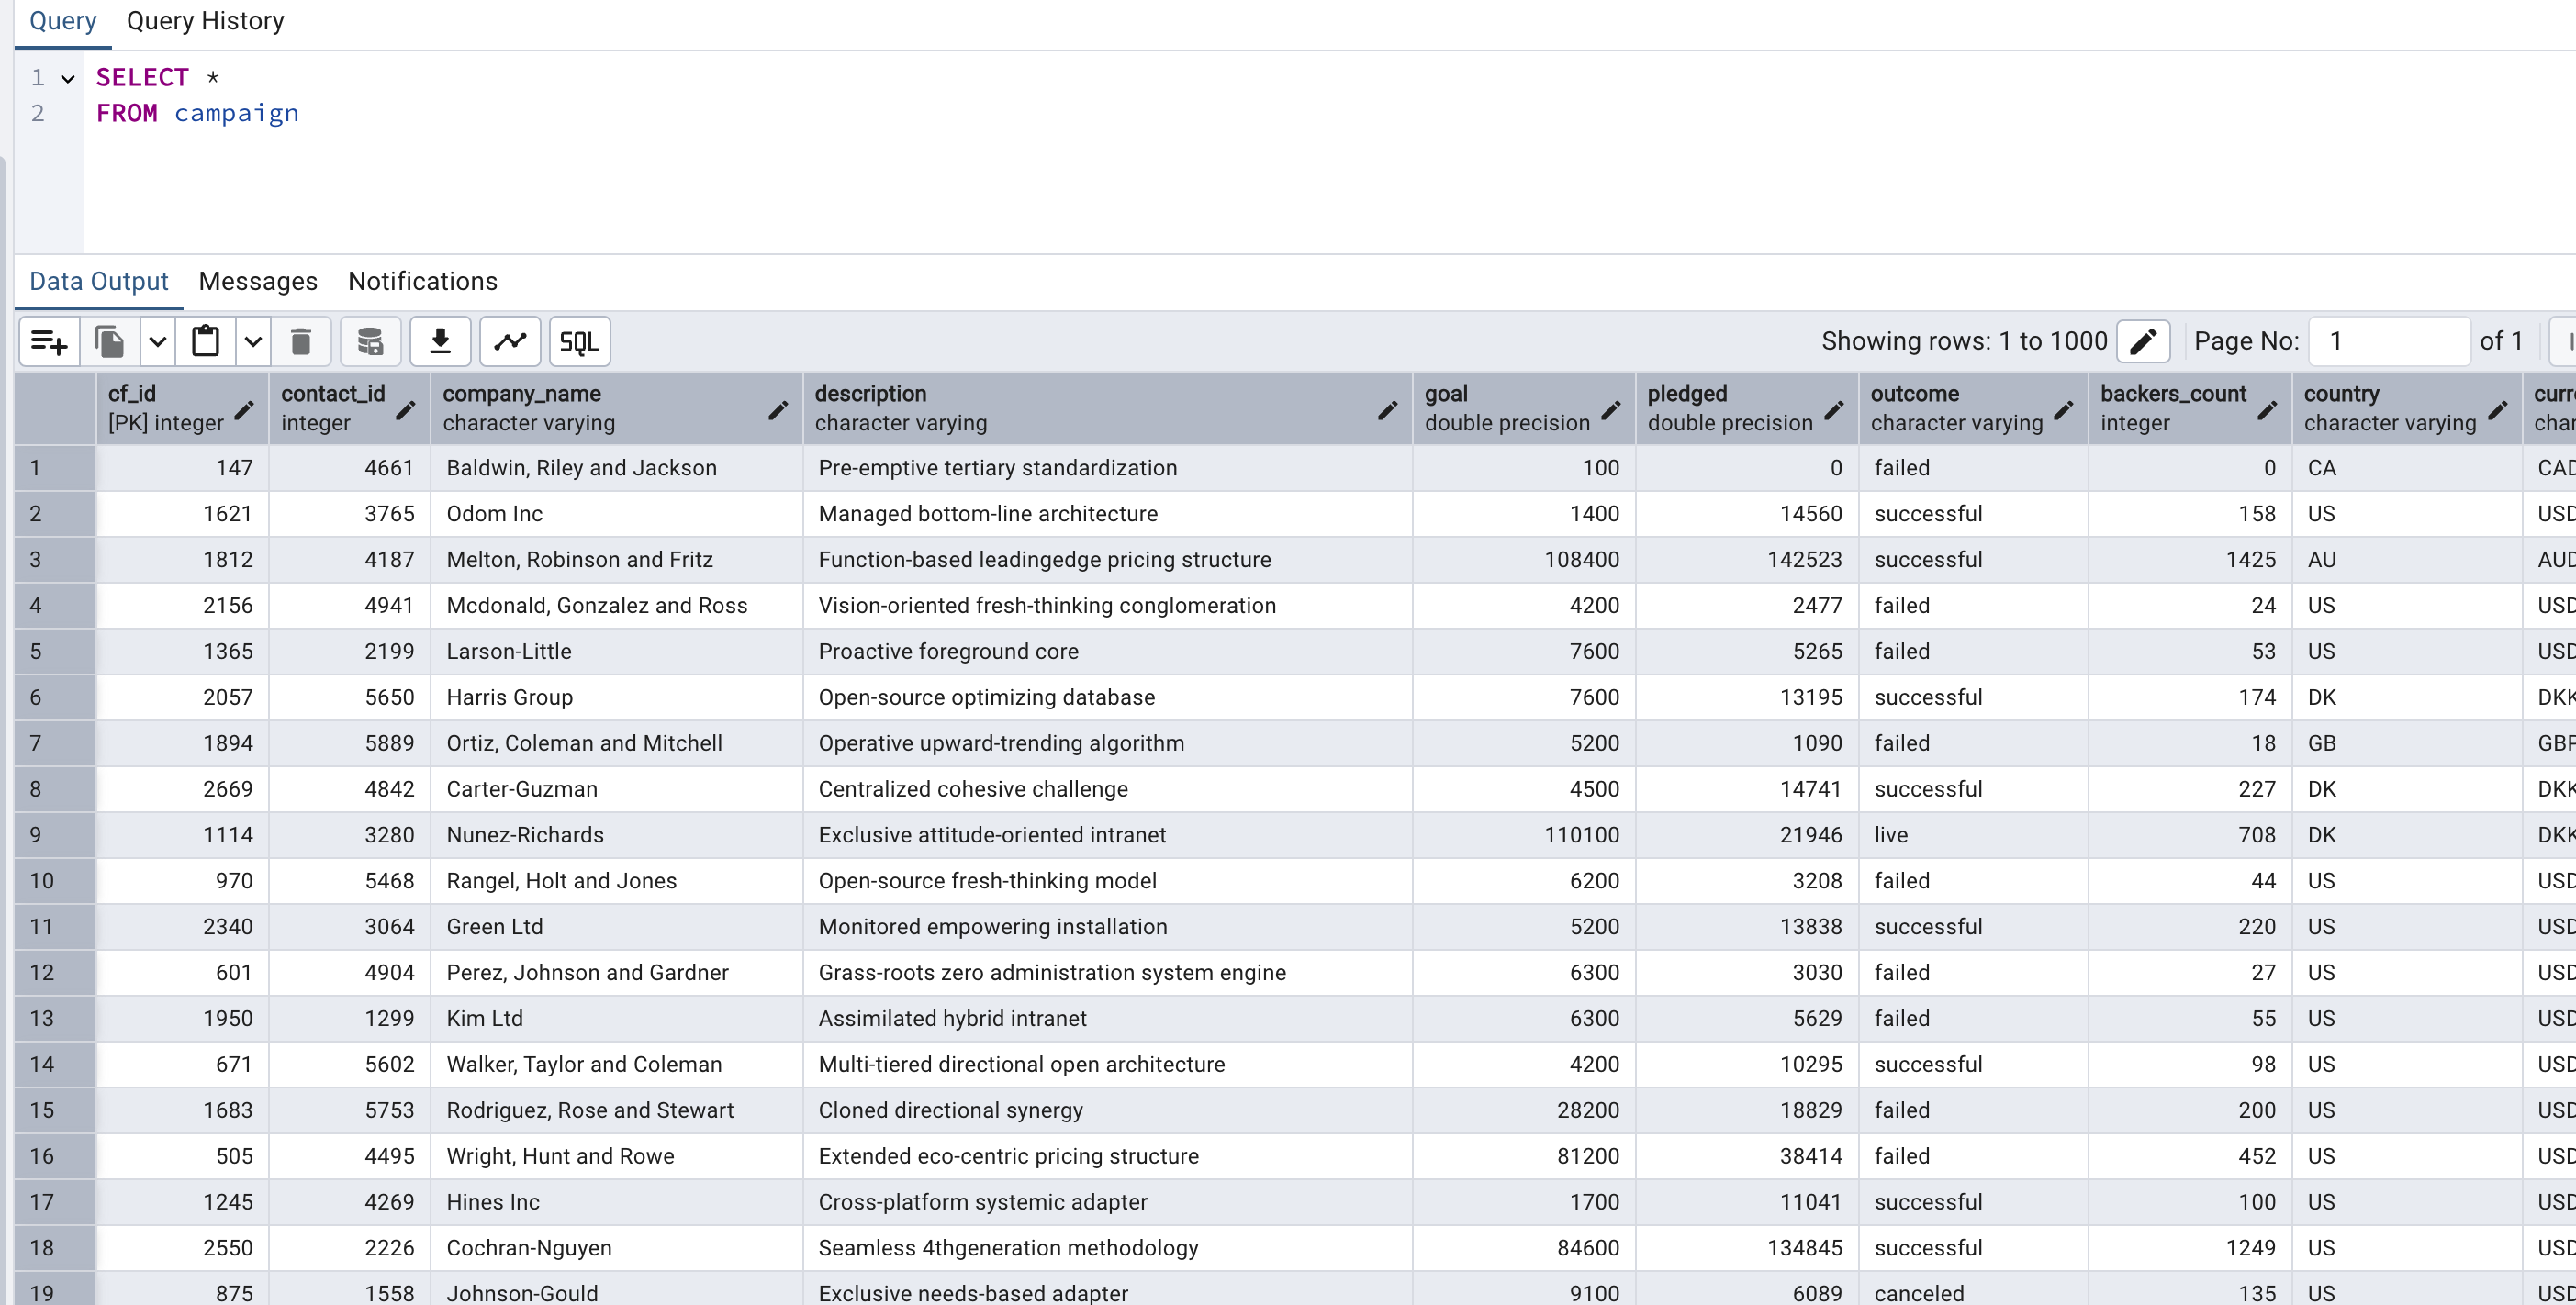 Query Query History
1 SELECT *
2 FROM campaign
Data Output Messages Notifications
SQL Showing rows: 1 to 1000 Page No: 1 of 1
cf_id contact_id company_name description goal pledged outcome backers_count country
[PK] integer integer character varying character varying double precision double precision character varying integer character varying
1 147 4661 Baldwin, Riley and Jackson Pre-emptive tertiary standardization 100 0 failed 0 CA CAD
2 1621 3765 Odom Inc Managed bottom-line architecture 1400 14560 successful 158 US USD
3 1812 4187 Melton, Robinson and Fritz Function-based leadingedge pricing structure 108400 142523 successful 1425 AU AUD
4 2156 4941 Mcdonald, Gonzalez and Ross Vision-oriented fresh-thinking conglomeration 4200 2477 failed 24 US USD
5 1365 2199 Larson-Little Proactive foreground core 7600 5265 failed 53 US USD
6 2057 5650 Harris Group Open-source optimizing database 7600 13195 successful 174 DK DKK
7 1894 5889 Ortiz, Coleman and Mitchell Operative upward-trending algorithm 5200 1090 failed 18 GB GBP
8 2669 4842 Carter-Guzman Centralized cohesive challenge 4500 14741 successful 227 DK DKK
9 1114 3280 Nunez-Richards Exclusive attitude-oriented intranet 110100 21946 live 708 DK DKK
10 970 5468 Rangel, Holt and Jones Open-source fresh-thinking model 6200 3208 failed 44 US USD
11 2340 3064 Green Ltd Monitored empowering installation 5200 13838 successful 220 US USD
12 601 4904 Perez, Johnson and Gardner Grass-roots zero administration system engine 6300 3030 failed 27 US USD
13 1950 1299 Kim Ltd Assimilated hybrid intranet 6300 5629 failed 55 US USD
14 671 5602 Walker, Taylor and Coleman Multi-tiered directional open architecture 4200 10295 successful 98 US USD
15 1683 5753 Rodriguez, Rose and Stewart Cloned directional synergy 28200 18829 failed 200 US USD
16 505 4495 Wright, Hunt and Rowe Extended eco-centric pricing structure 81200 38414 failed 452 US USD
17 1245 4269 Hines Inc Cross-platform systemic adapter 1700 11041 successful 100 US USD
18 2550 2226 Cochran-Nguyen Seamless 4thgeneration methodology 84600 134845 successful 1249 US USD
19 875 1558 Johnson-Gould Exclusive needs-based adapter 9100 6089 canceled 135 US USD